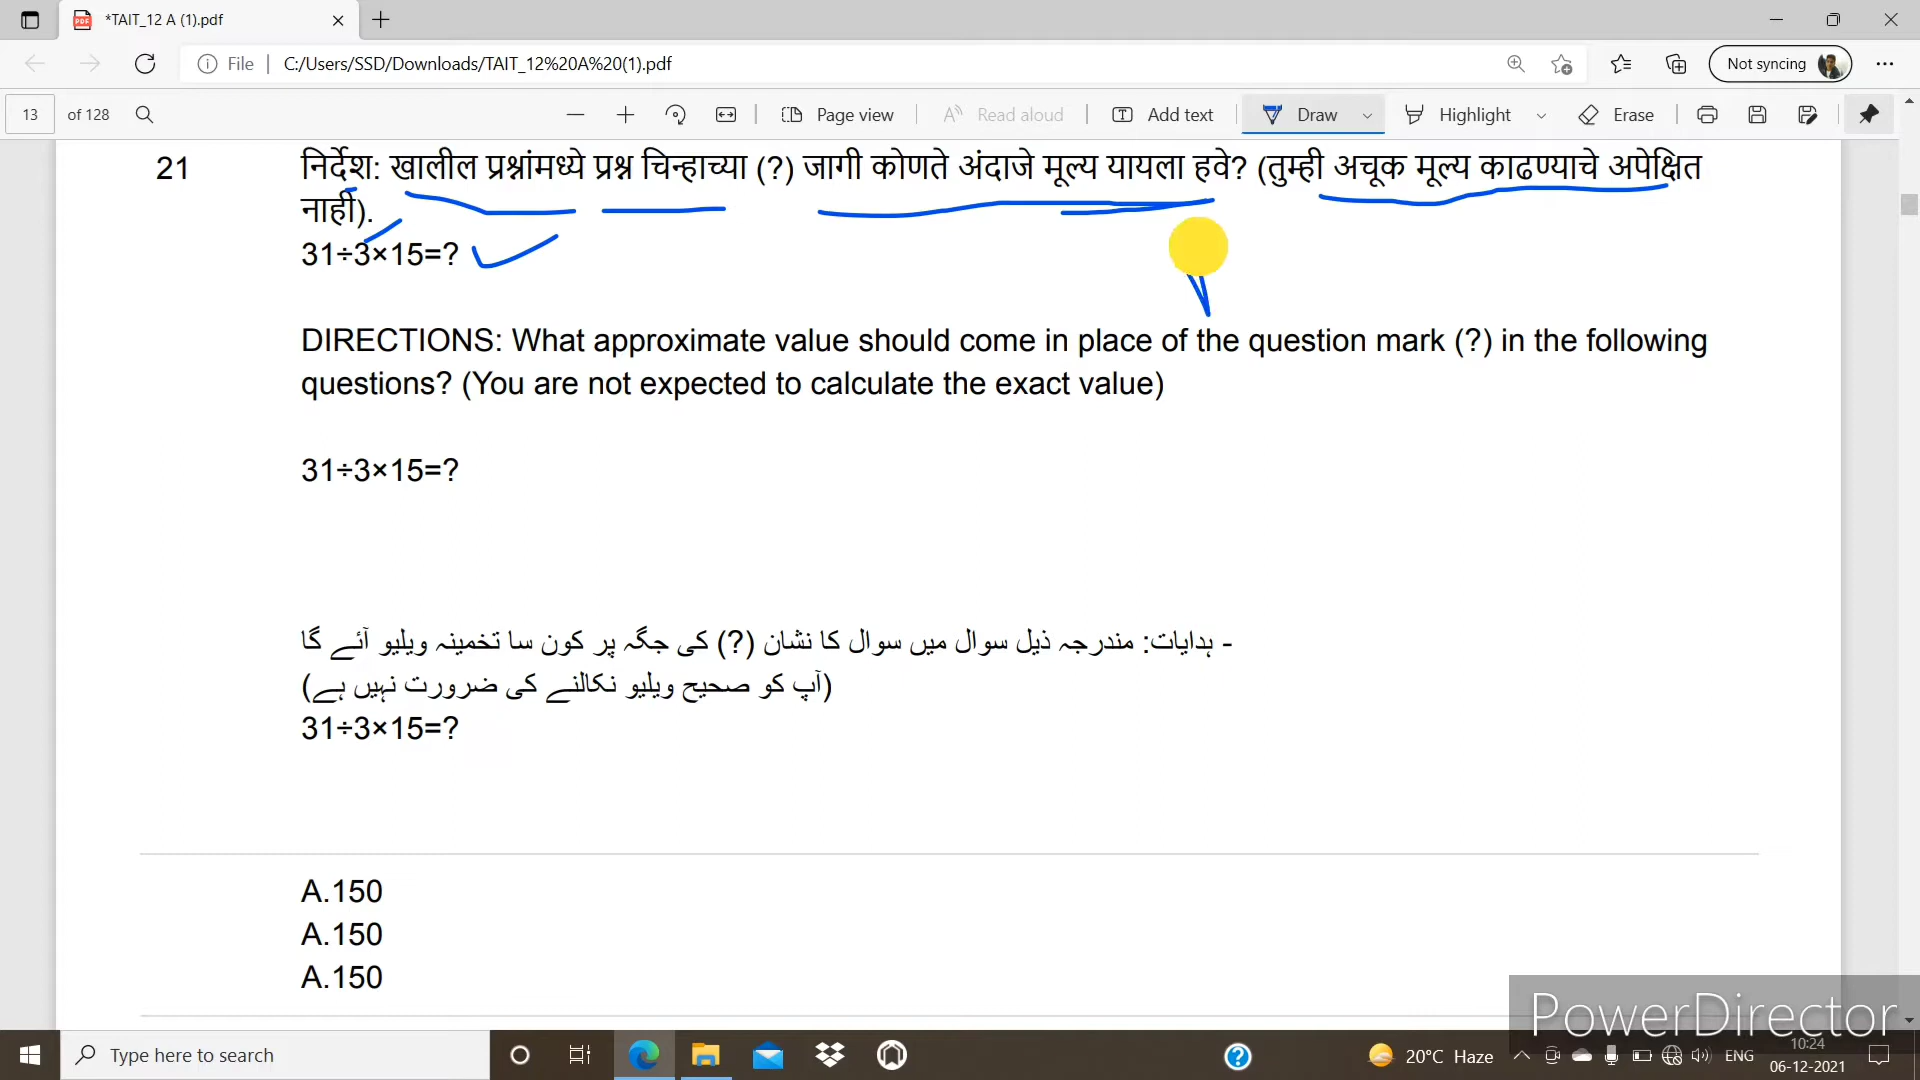 *TAIT_12 A (1).pdf
File
C:/Users/SSD/Downloads/TAIT_12%20A%20(1).pdf
Not syncing
13 of 128
Page view
Read aloud
Add text
Draw
Highlight
Erase
21
निर्देश: खालील प्रश्नांमध्ये प्रश्न चिन्हाच्या (?) जागी कोणते अंदाजे मूल्य यायला हवे? (तुम्ही अचूक मूल्य काढण्याचे अपेक्षित
नाही).
31÷3×15=?
DIRECTIONS: What approximate value should come in place of the question mark (?) in the following
questions? (You are not expected to calculate the exact value)
31÷3×15=?
- ہدایات: مندرجہ ذیل سوال میں سوال کا نشان (?) کی جگہ پر کون سا تخمینہ ویلیو آئے گا
(آپ کو صحیح ویلیو نکالنے کی ضرورت نہیں ہے)
31÷3×15=?
A.150
A.150
A.150
PowerDirector
Type here to search
20°C Haze
ENG
10:24
06-12-2021